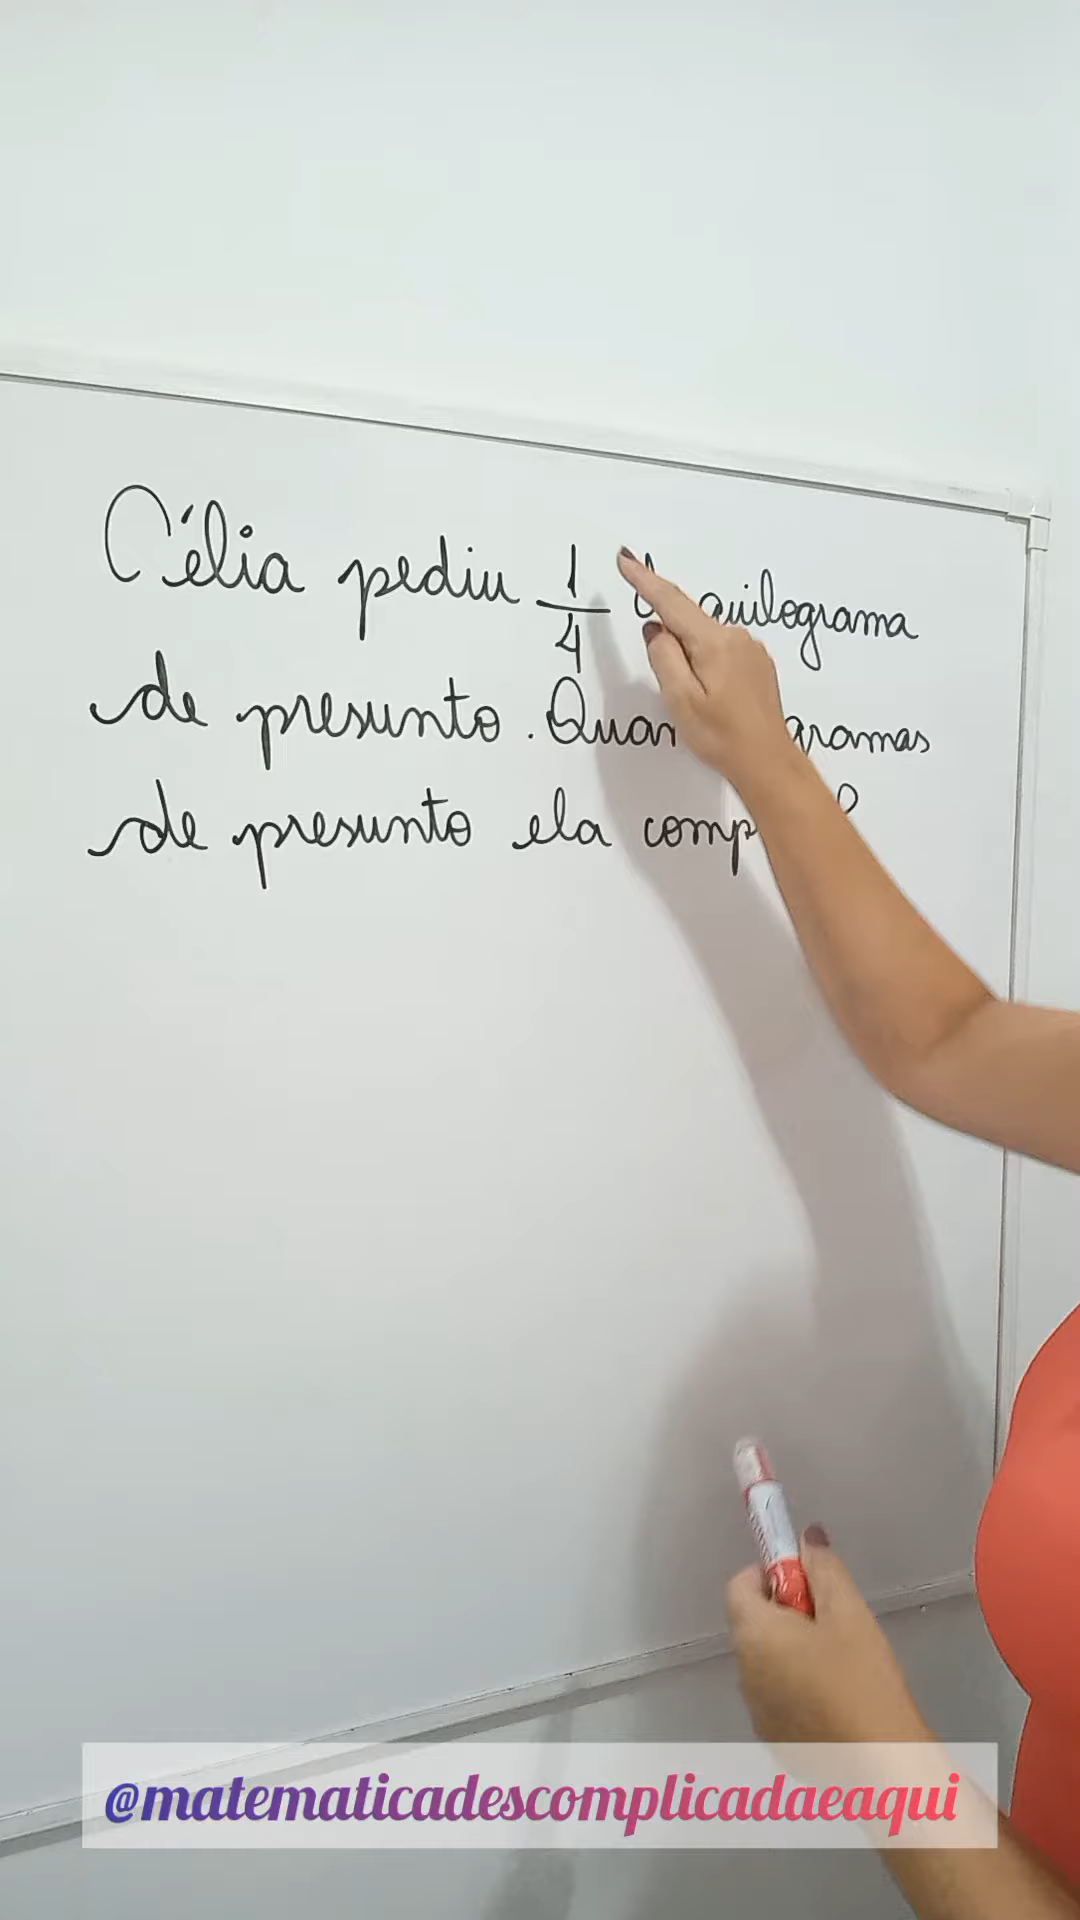 Célia pediu 1/4 quilograma
de presunto. Quan gramas
de presunto ela comp
@matematicadescomplicadaeaqui